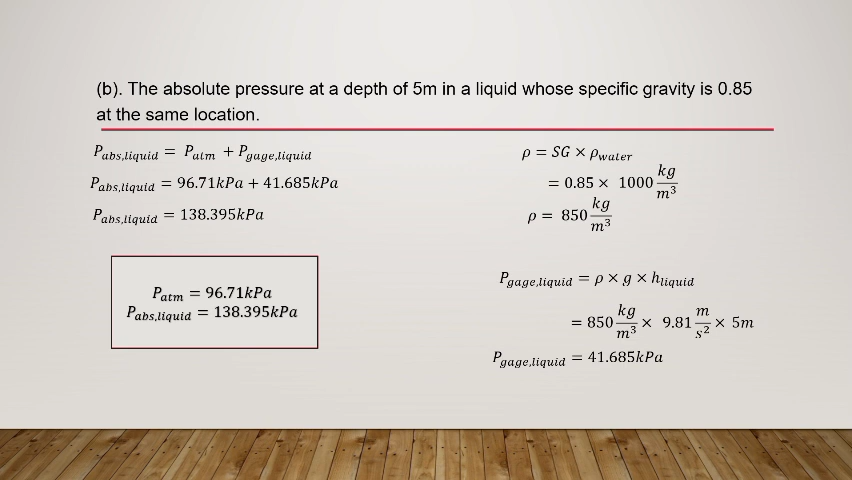 (b). The absolute pressure at a depth of 5m in a liquid whose specific gravity is 0.85
at the same location.
P_abs,liquid = P_atm + P_gage,liquid
P_abs,liquid = 96.71kPa + 41.685kPa
P_abs,liquid = 138.395kPa
P_atm = 96.71kPa
P_abs,liquid = 138.395kPa
ρ = SG × ρ_water
= 0.85 × 1000 kg/m³
ρ = 850 kg/m³
P_gage,liquid = ρ × g × h_liquid
= 850 kg/m³ × 9.81 m/s² × 5m
P_gage,liquid = 41.685kPa